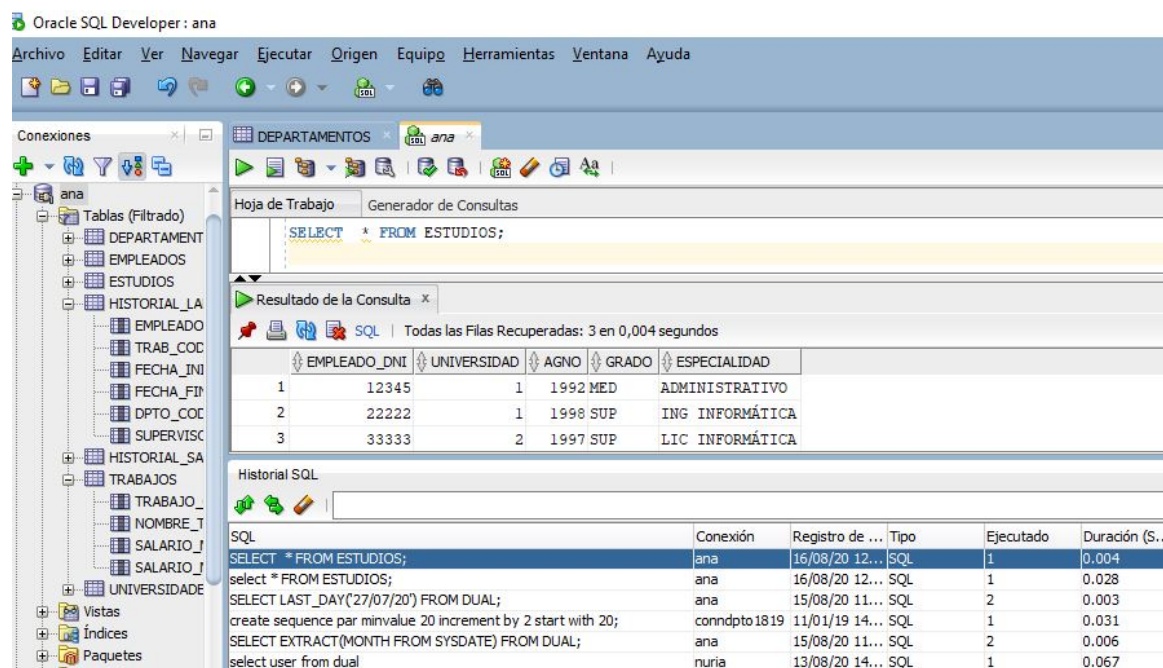 Oracle SQL Developer : ana
Archivo Editar Ver Navegar Ejecutar Origen Equipo Herramientas Ventana Ayuda
Conexiones
ana
Tablas (Filtrado)
DEPARTAMENT
EMPLEADOS
ESTUDIOS
HISTORIAL_LA
EMPLEADO
TRAB_COD
FECHA_INI
FECHA_FIN
DPTO_COD
SUPERVISO
HISTORIAL_SA
TRABAJOS
TRABAJO_
NOMBRE_T
SALARIO_M
SALARIO_M
UNIVERSIDADE
Vistas
Índices
Paquetes
DEPARTAMENTOS ana
Hoja de Trabajo Generador de Consultas
SELECT * FROM ESTUDIOS;
Resultado de la Consulta x
SQL | Todas las Filas Recuperadas: 3 en 0,004 segundos
EMPLEADO_DNI UNIVERSIDAD AGNO GRADO ESPECIALIDAD
1 12345 1 1992 MED ADMINISTRATIVO
2 22222 1 1998 SUP ING INFORMÁTICA
3 33333 2 1997 SUP LIC INFORMÁTICA
Historial SQL
SQL Conexión Registro de ... Tipo Ejecutado Duración (S...
SELECT * FROM ESTUDIOS; ana 16/08/20 12... SQL 1 0.004
select * FROM ESTUDIOS; ana 16/08/20 12... SQL 1 0.028
SELECT LAST_DAY('27/07/20') FROM DUAL; ana 15/08/20 11... SQL 2 0.003
create sequence par minvalue 20 increment by 2 start with 20; conndpto1819 11/01/19 14... SQL 1 0.031
SELECT EXTRACT(MONTH FROM SYSDATE) FROM DUAL; ana 15/08/20 11... SQL 2 0.006
select user from dual nuria 13/08/20 14... SQL 1 0.067